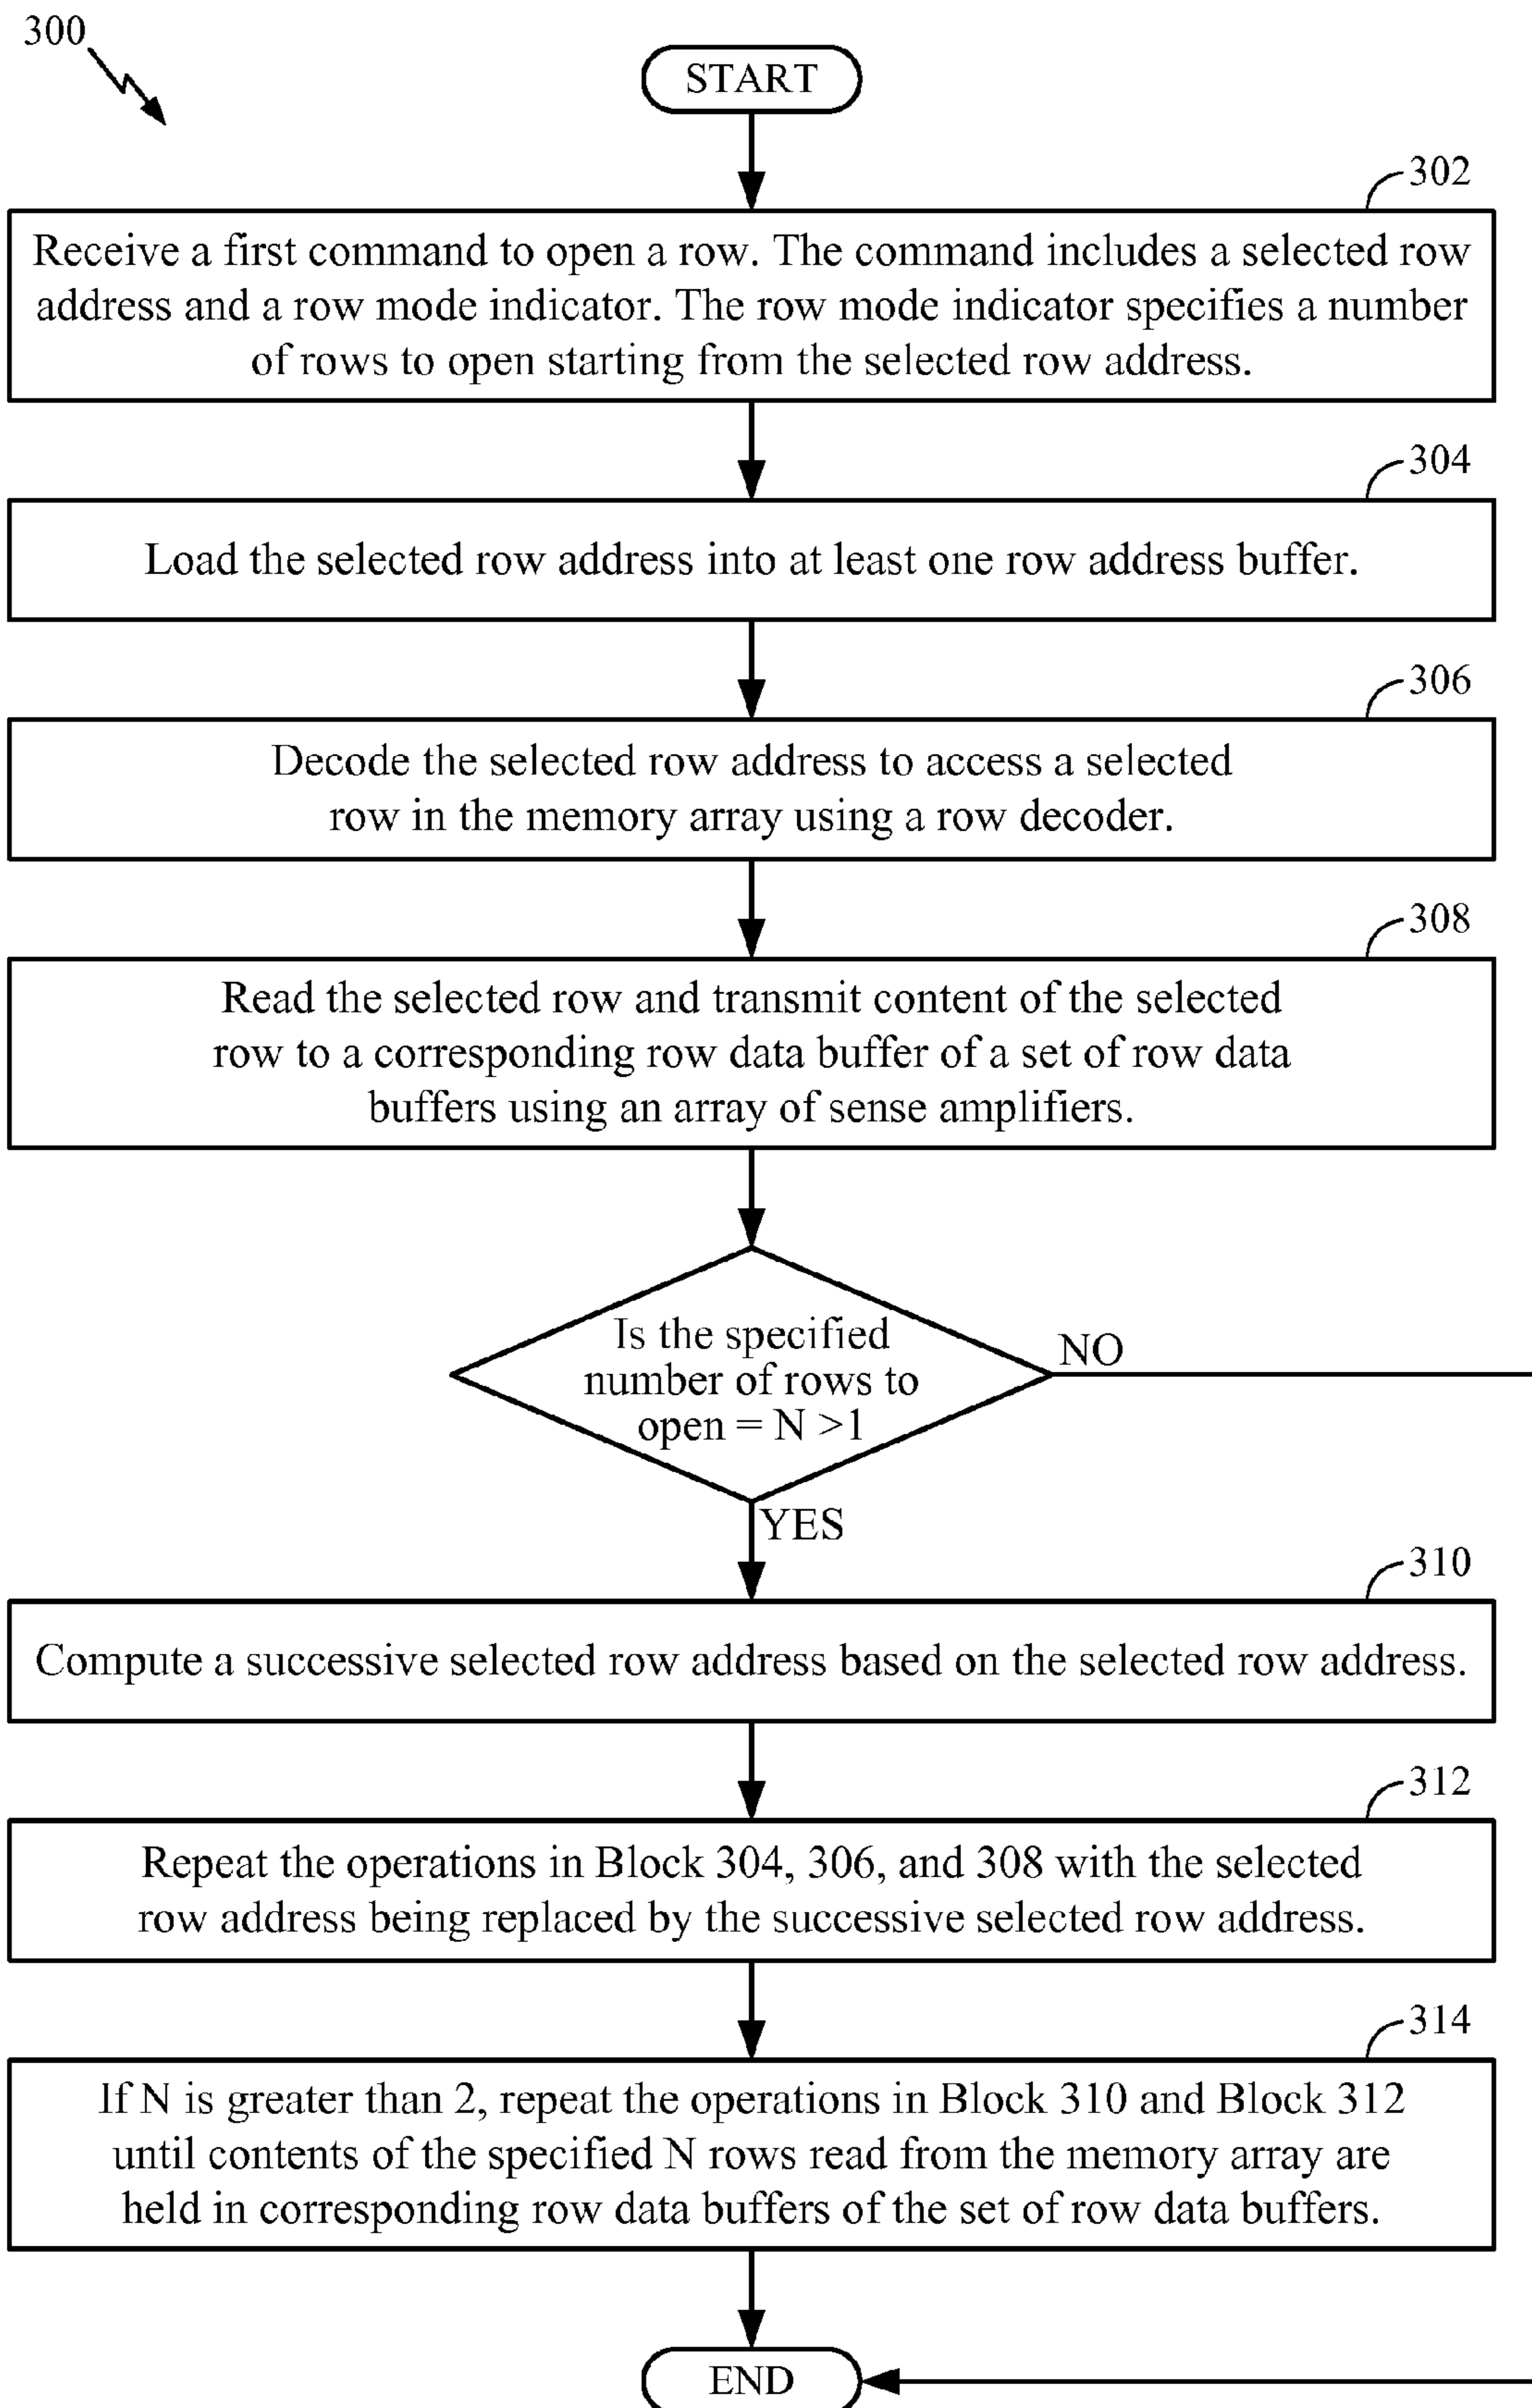 300
START
302
Receive a first command to open a row. The command includes a selected row
address and a row mode indicator. The row mode indicator specifies a number
of rows to open starting from the selected row address.
304
Load the selected row address into at least one row address buffer.
306
Decode the selected row address to access a selected
row in the memory array using a row decoder.
308
Read the selected row and transmit content of the selected
row to a corresponding row data buffer of a set of row data
buffers using an array of sense amplifiers.
Is the specified
number of rows to
open = N >1
NO
YES
310
Compute a successive selected row address based on the selected row address.
312
Repeat the operations in Block 304, 306, and 308 with the selected
row address being replaced by the successive selected row address.
314
If N is greater than 2, repeat the operations in Block 310 and Block 312
until contents of the specified N rows read from the memory array are
held in corresponding row data buffers of the set of row data buffers.
END